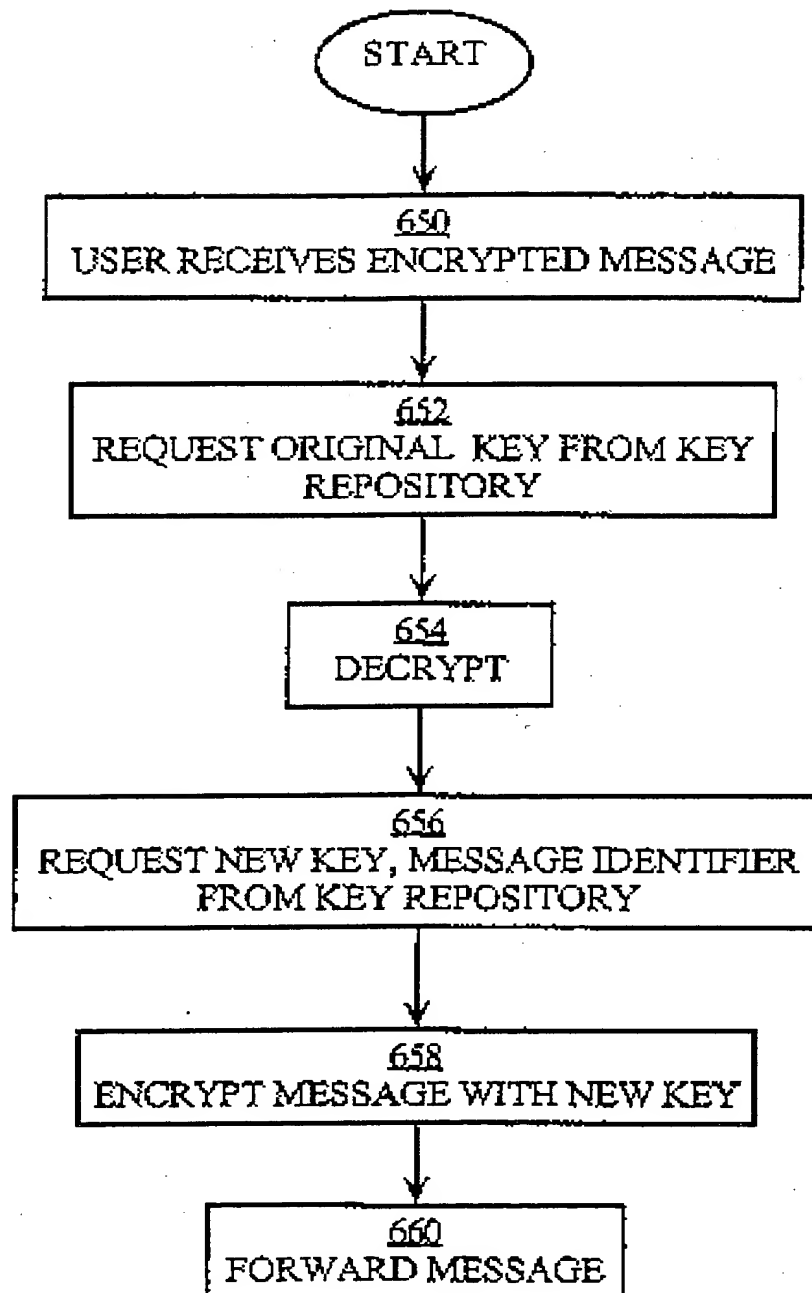 START
650
USER RECEIVES ENCRYPTED MESSAGE
652
REQUEST ORIGINAL KEY FROM KEY
REPOSITORY
654
DECRYPT
656
REQUEST NEW KEY, MESSAGE IDENTIFIER
FROM KEY REPOSITORY
658
ENCRYPT MESSAGE WITH NEW KEY
660
FORWARD MESSAGE